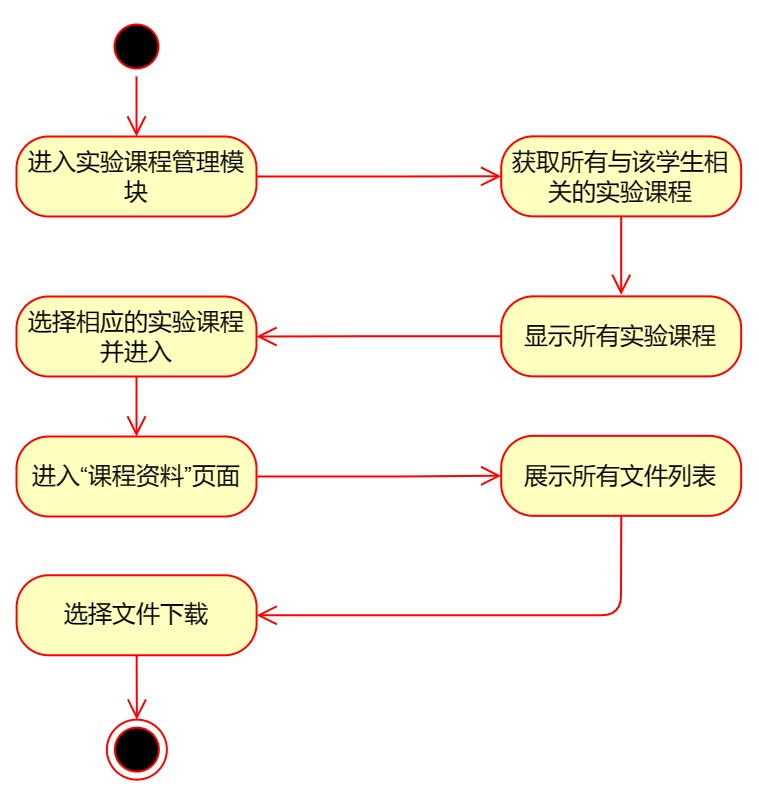 进入实验课程管理模
块
获取所有与该学生相
关的实验课程
显示所有实验课程
选择相应的实验课程
并进入
进入“课程资料”页面
展示所有文件列表
选择文件下载